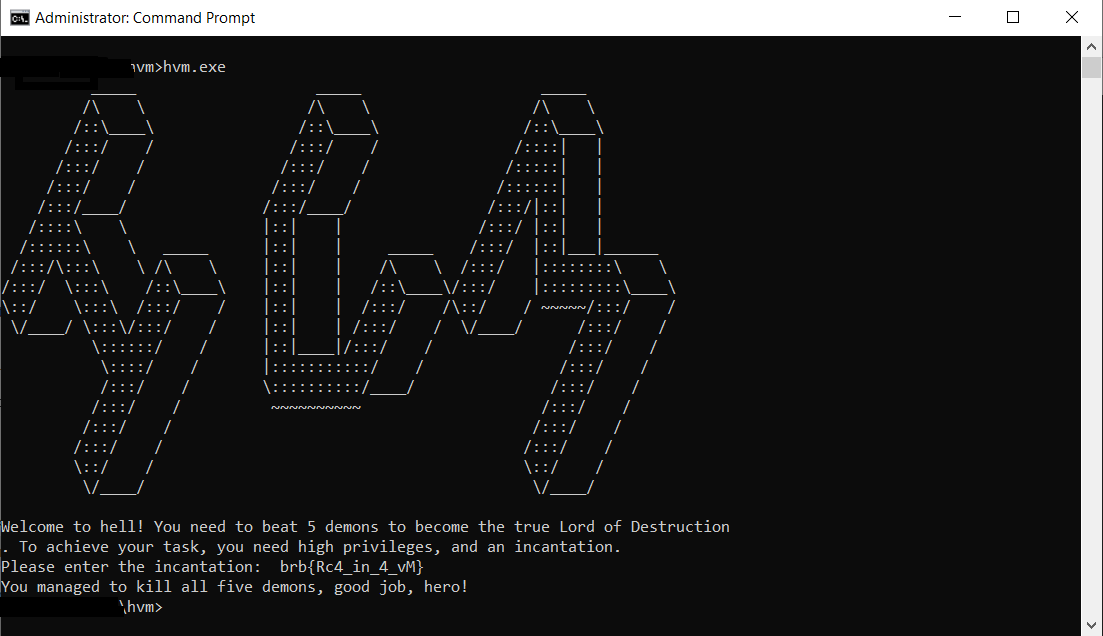 Administrator: Command Prompt
hvm>hvm.exe
Welcome to hell! You need to beat 5 demons to become the true Lord of Destruction
. To achieve your task, you need high privileges, and an incantation.
Please enter the incantation:  brb{Rc4_in_4_vM}
You managed to kill all five demons, good job, hero!
\hvm>